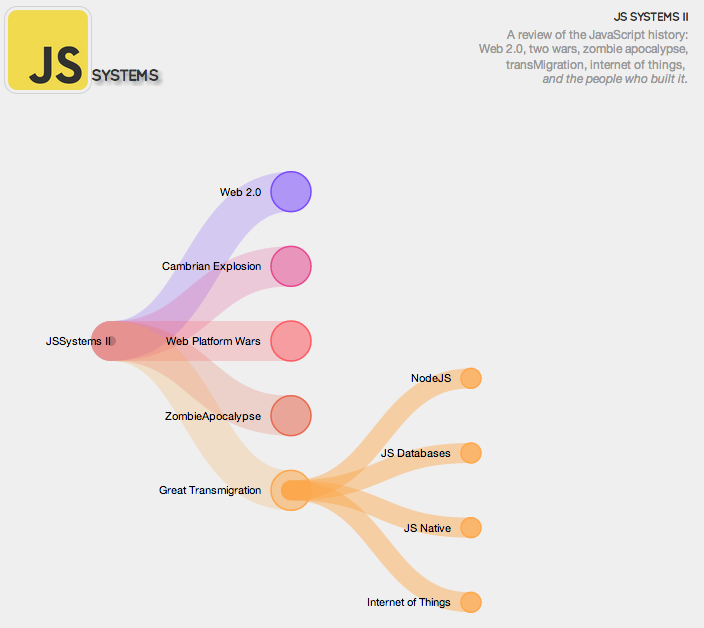 JS SYSTEMS
JS SYSTEMS II
A review of the JavaScript history:
Web 2.0, two wars, zombie apocalypse,
transMigration, internet of things,
and the people who built it.
Web 2.0
Cambrian Explosion
JSSystems II
Web Platform Wars
NodeJS
ZombieApocalypse
JS Databases
Great Transmigration
JS Native
Internet of Things